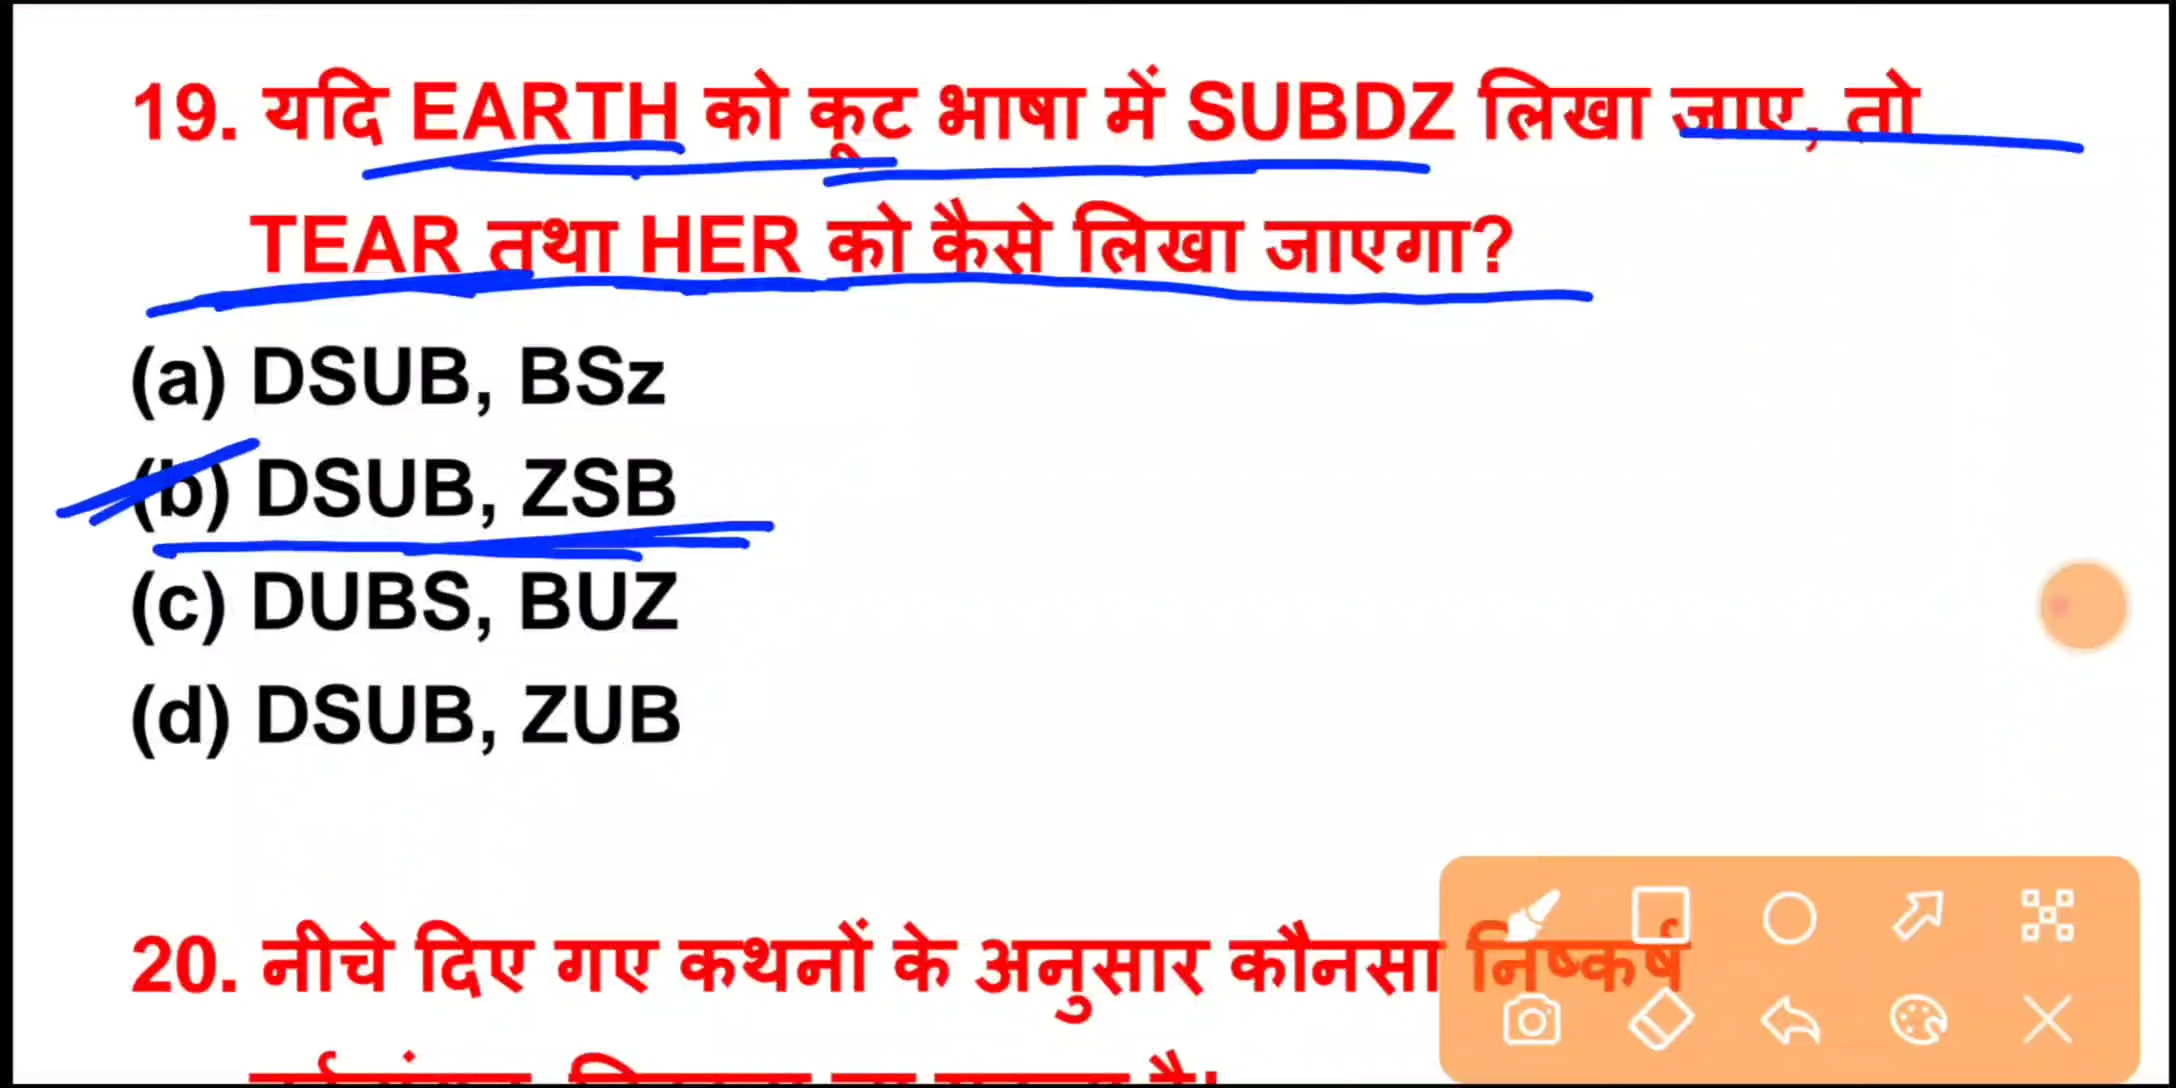 19. यदि EARTH को कूट भाषा में SUBDZ लिखा जाए, तो
TEAR तथा HER को कैसे लिखा जाएगा?
(a) DSUB, BSz
(b) DSUB, ZSB
(c) DUBS, BUZ
(d) DSUB, ZUB
20. नीचे दिए गए कथनों के अनुसार कौनसा निष्कर्ष